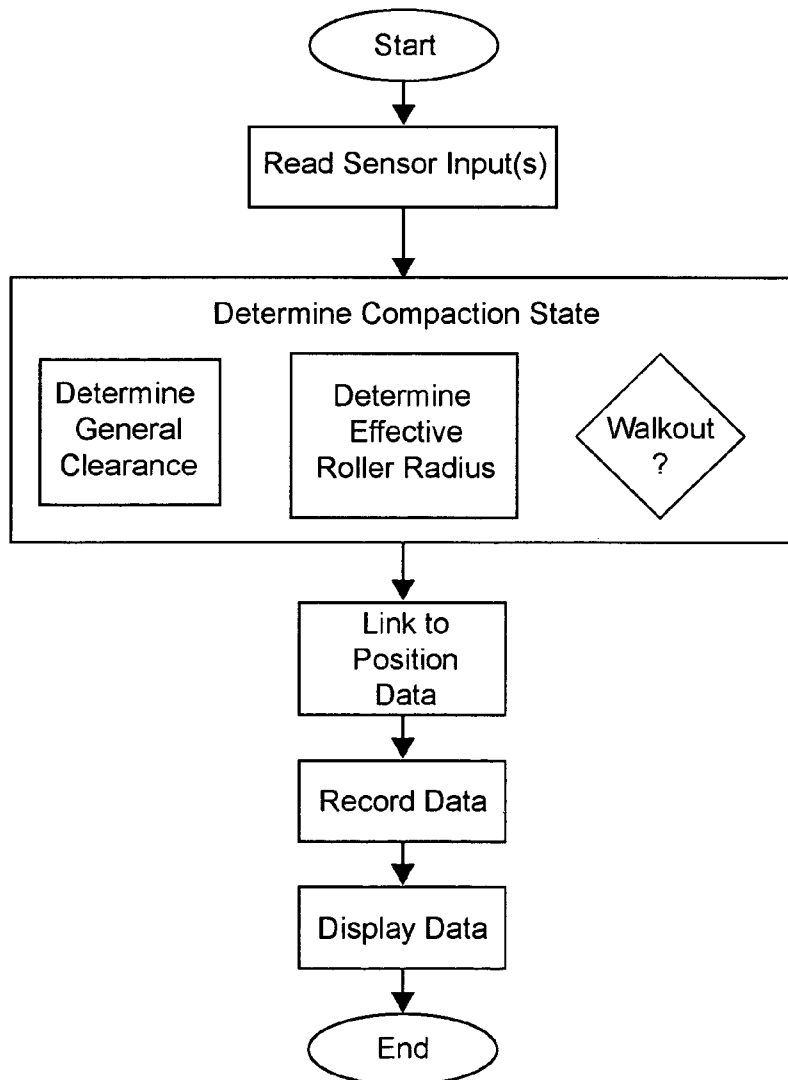 Start
Read Sensor Input(s)
Determine Compaction State
Determine
General
Clearance
Determine
Effective
Roller Radius
Walkout
?
Link to
Position
Data
Record Data
Display Data
End